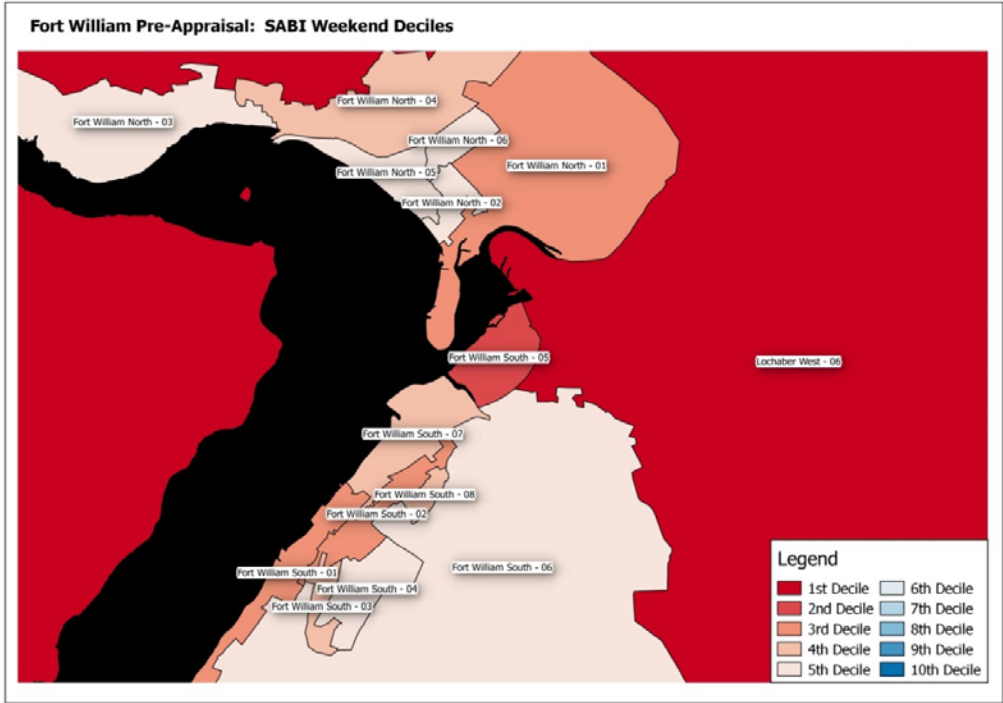 Fort William Pre-Appraisal: SABI Weekend Deciles
Fort William North - 04
Fort William North - 03
Fort William North - 06
Fort William North - 01
Fort William North - 05
Fort William North - 02
Fort William South - 05
Lochaber West - 06
Fort William South - 07
Fort William South - 08
Fort William South - 02
Fort William South - 06
Fort William South - 01
Fort William South - 04
Fort William South - 03
Legend
1st Decile
2nd Decile
3rd Decile
4th Decile
5th Decile
6th Decile
7th Decile
8th Decile
9th Decile
10th Decile